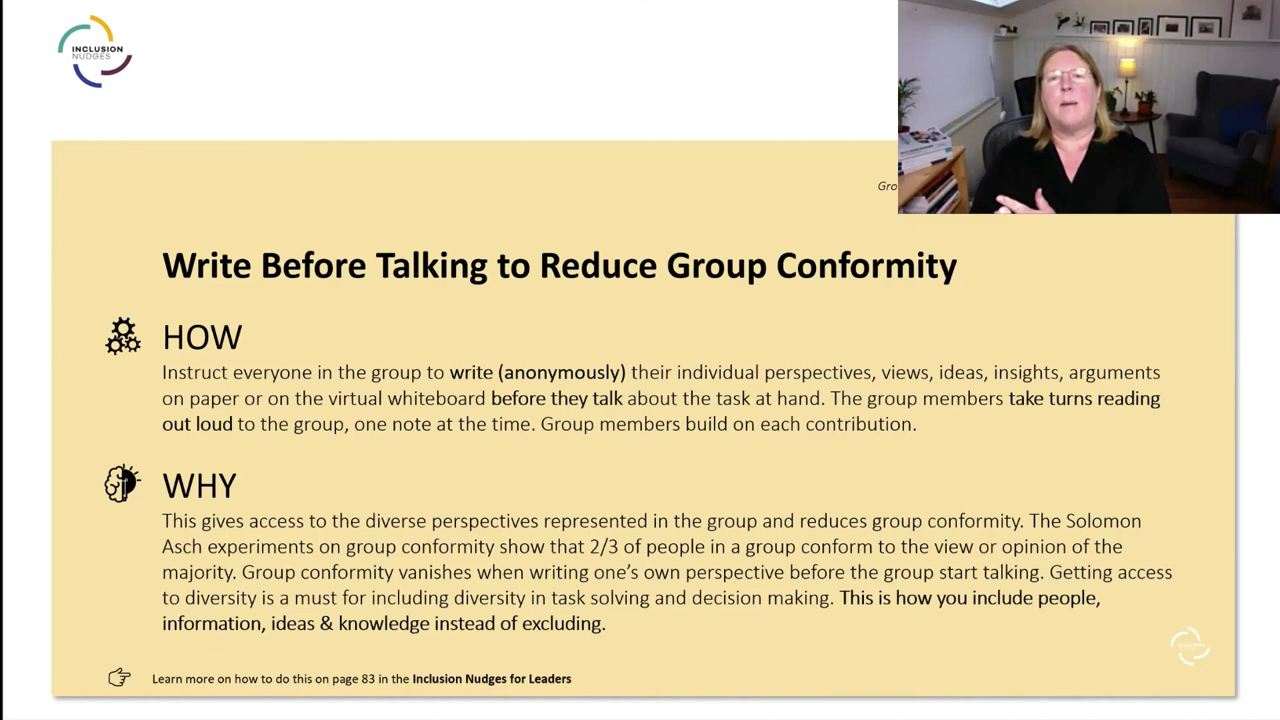 INCLUSION
NUDGES
Write Before Talking to Reduce Group Conformity
HOW
Instruct everyone in the group to write (anonymously) their individual perspectives, views, ideas, insights, arguments
on paper or on the virtual whiteboard before they talk about the task at hand. The group members take turns reading
out loud to the group, one note at the time. Group members build on each contribution.
WHY
This gives access to the diverse perspectives represented in the group and reduces group conformity. The Solomon
Asch experiments on group conformity show that 2/3 of people in a group conform to the view or opinion of the
majority. Group conformity vanishes when writing one’s own perspective before the group start talking. Getting access
to diversity is a must for including diversity in task solving and decision making. This is how you include people,
information, ideas & knowledge instead of excluding.
Learn more on how to do this on page 83 in the Inclusion Nudges for Leaders